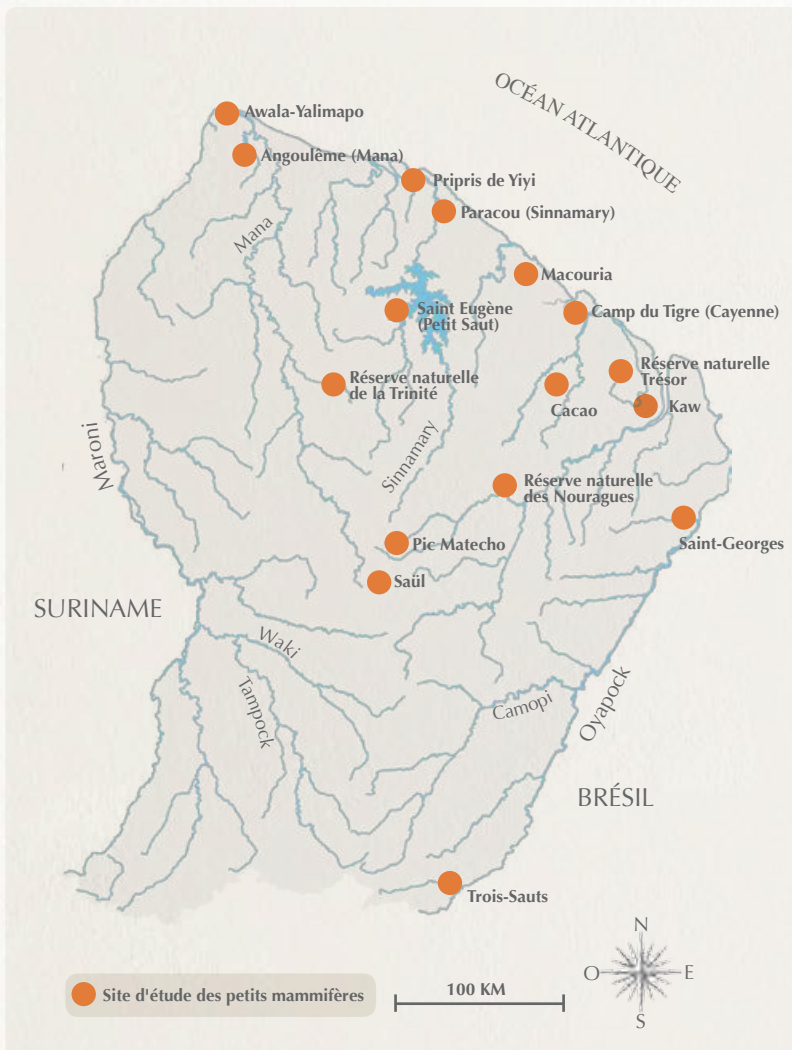 OCÉAN ATLANTIQUE
Awala-Yalimapo
Angoulême (Mana)
Pripris de Yiyi
Paracou (Sinnamary)
Mana
Macouria
Saint Eugène
(Petit Saut)
Camp du Tigre (Cayenne)
Réserve naturelle
Trésor
Réserve naturelle
de la Trinité
Cacao
Kaw
Maroni
Sinnamary
Réserve naturelle
des Nouragues
Pic Matecho
Saint-Georges
Saül
SURINAME
Waki
Tampock
Camopi
Oyapock
BRÉSIL
Trois-Sauts
N
O
E
S
Site d'étude des petits mammifères
100 KM